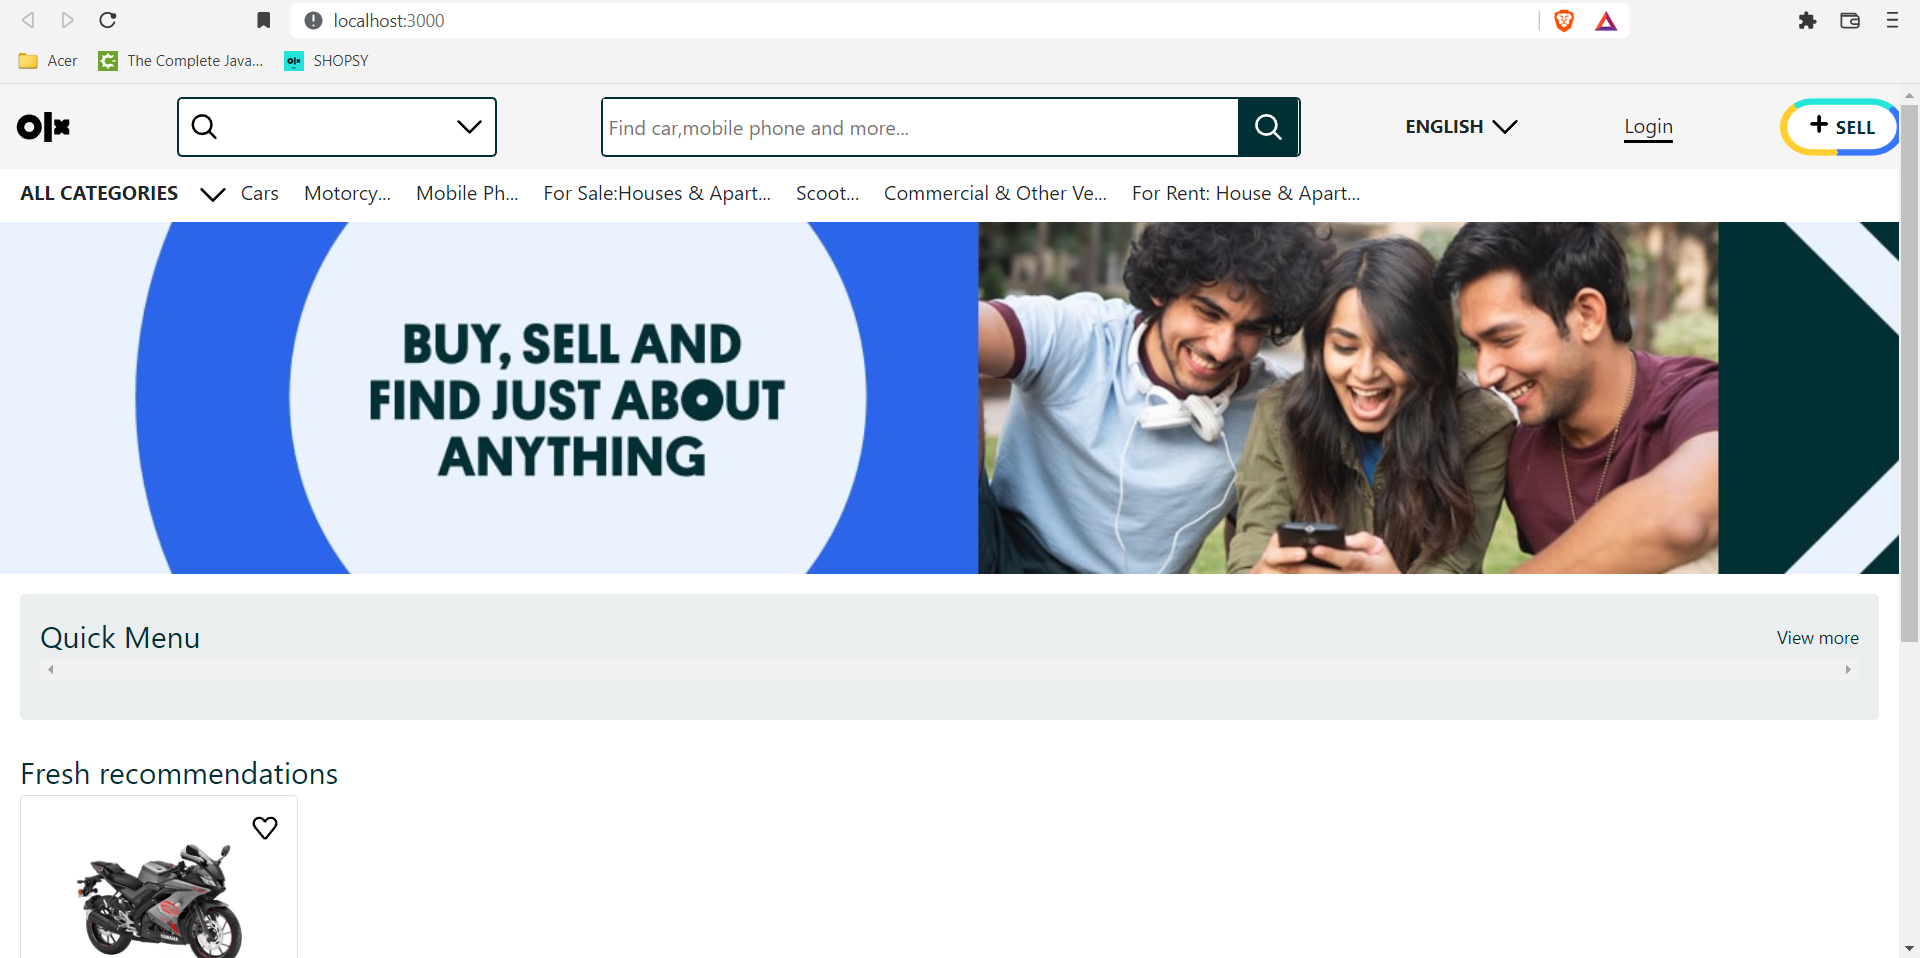 localhost:3000
Acer
The Complete Java...
olx
SHOPSY
olx
Find car,mobile phone and more...
ENGLISH
Login
+ SELL
ALL CATEGORIES
Cars
Motorcy...
Mobile Ph...
For Sale:Houses & Apart...
Scoot...
Commercial & Other Ve...
For Rent: House & Apart...
BUY, SELL AND
FIND JUST ABOUT
ANYTHING
Quick Menu
View more
Fresh recommendations
YAMAHA